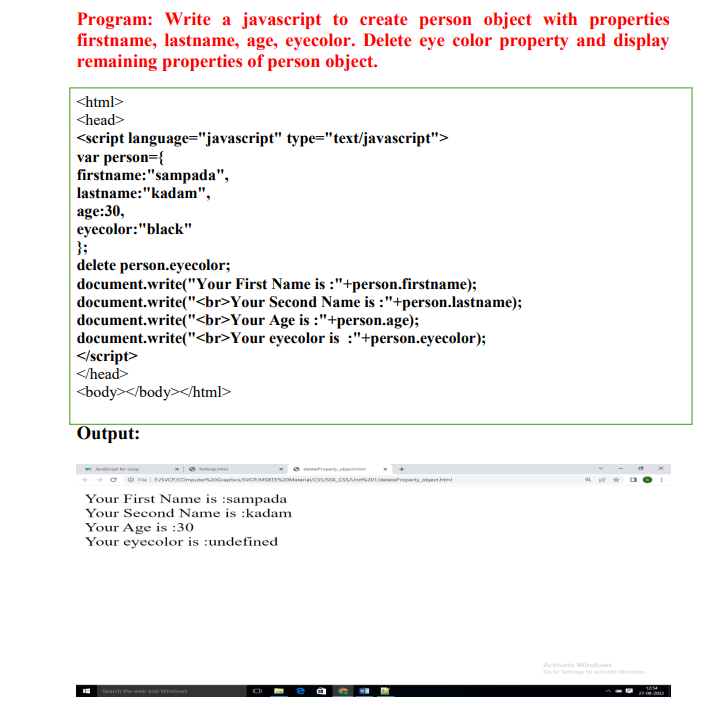 Program: Write a javascript to create person object with properties
firstname, lastname, age, eyecolor. Delete eye color property and display
remaining properties of person object.
<html>
<head>
<script language="javascript" type="text/javascript">
var person={
firstname:"sampada",
lastname:"kadam",
age:30,
eyecolor:"black"
};
delete person.eyecolor;
document.write("Your First Name is :"+person.firstname);
document.write("<br>Your Second Name is :"+person.lastname);
document.write("<br>Your Age is :"+person.age);
document.write("<br>Your eyecolor is  :"+person.eyecolor);
</script>
</head>
<body></body></html>
Output:
JavaScript for Loop forloop.html deleteProperty_object.html
File | F:/SVCP/COmputer%20Graphics/SVCP/MSBTE%20Material/CSS/SSK_CSS/Unit%201/deleteProperty_object.html
Your First Name is :sampada
Your Second Name is :kadam
Your Age is :30
Your eyecolor is :undefined
Activate Windows
Go to Settings to activate Windows.
Search the web and Windows
12:54
27-08-2022